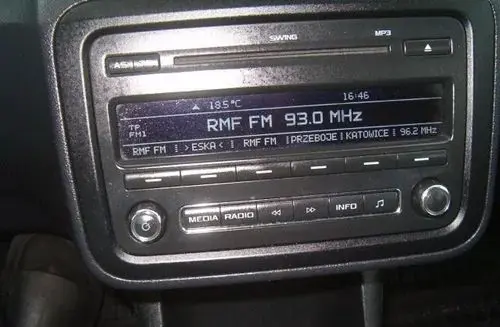 SWING MP3
AS
▲ 18.5°C 16:46
TP
FM1
RMF FM 93.0 MHz
RMF FM | >ESKA< | RMF FM |PRZEBOJE|KATOWICE| 96.2 MHz
MEDIA RADIO INFO